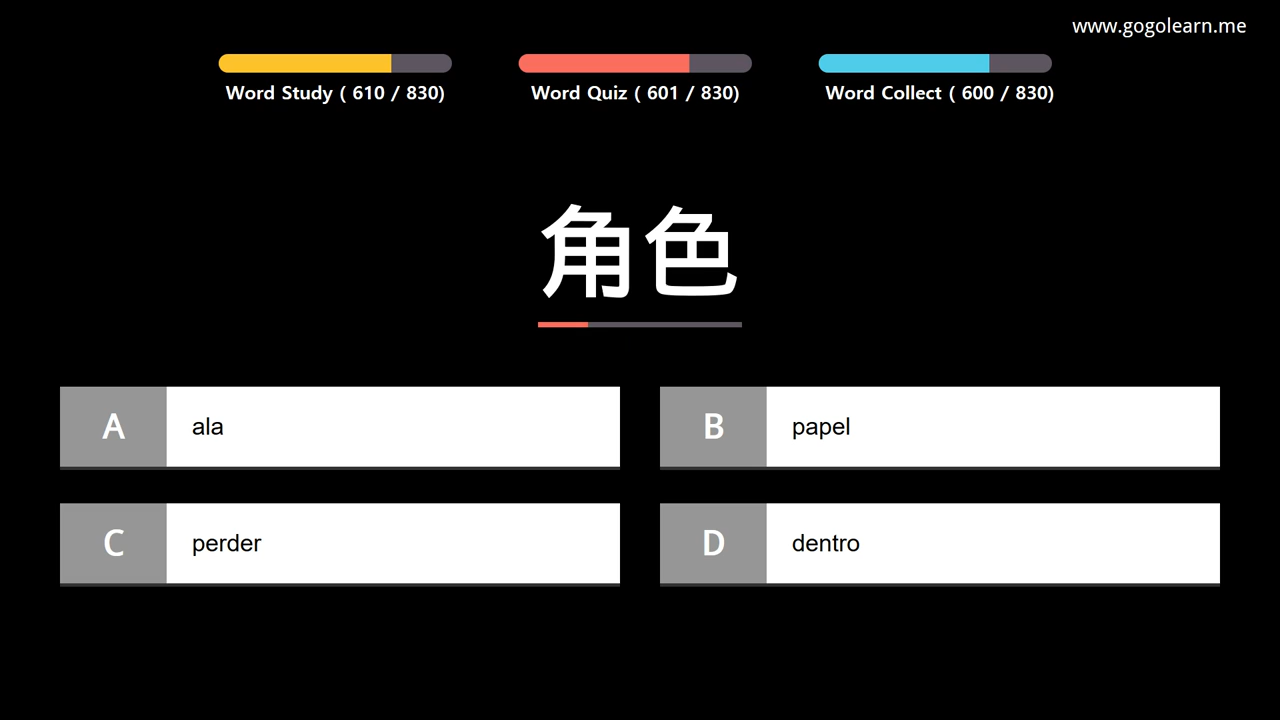 www.gogolearn.me
Word Study ( 610 / 830)
Word Quiz ( 601 / 830)
Word Collect ( 600 / 830)
角色
A ala
B papel
C perder
D dentro